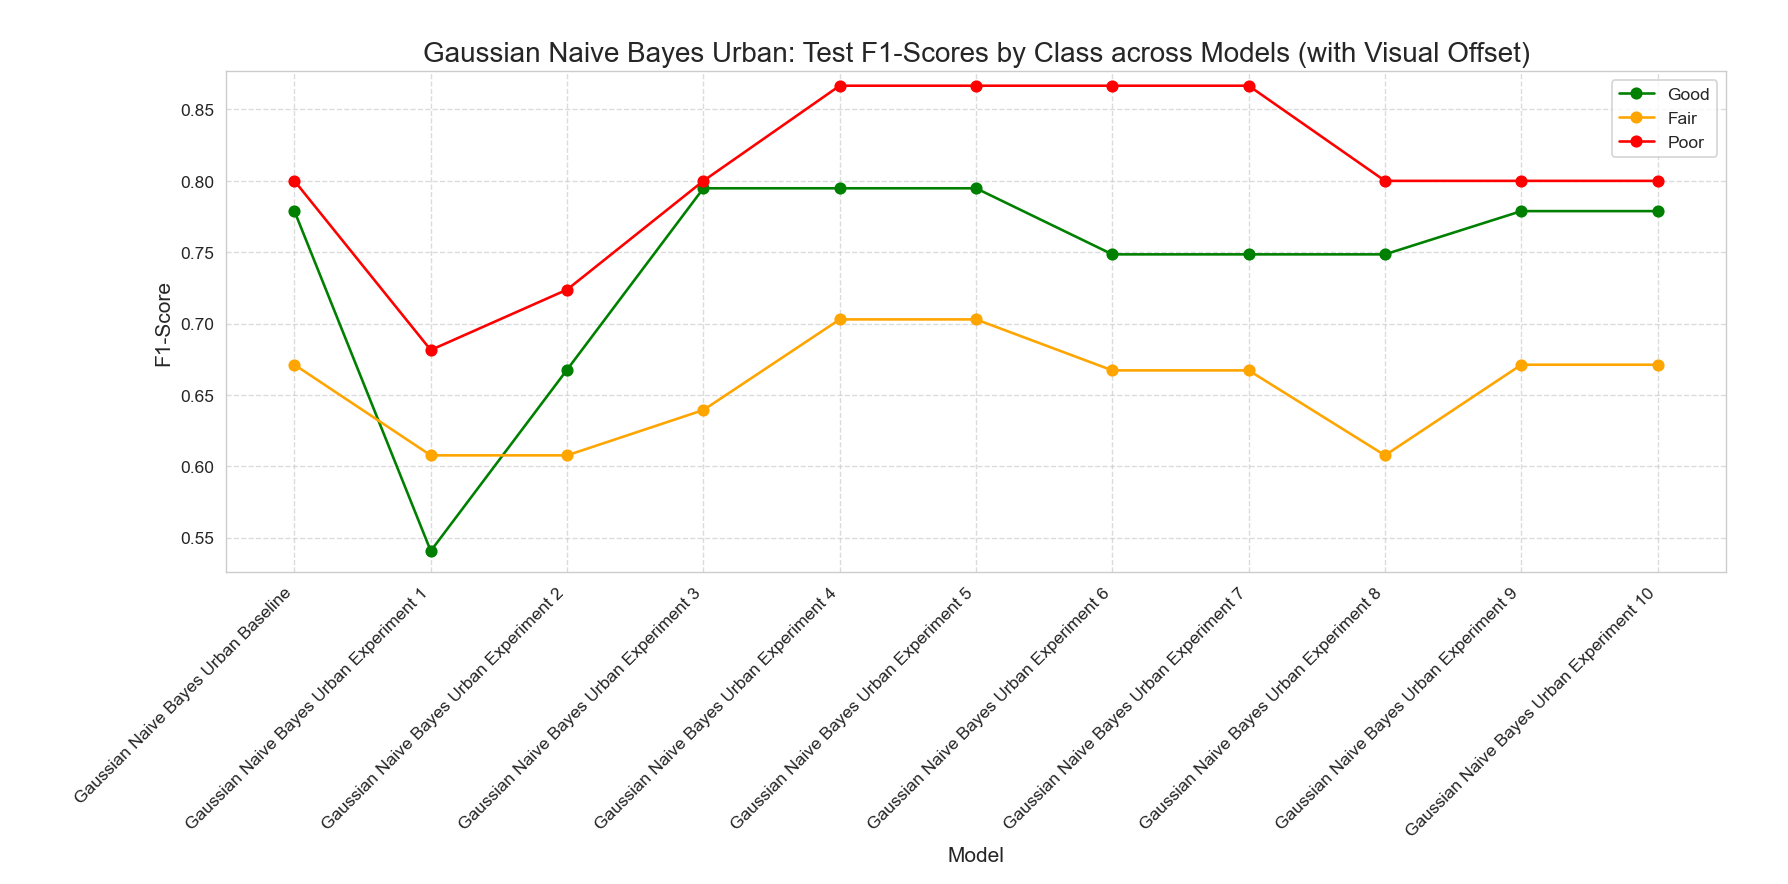 Gaussian Naive Bayes Urban: Test F1-Scores by Class across Models (with Visual Offset)
Good
Fair
Poor
F1-Score
0.85
0.80
0.75
0.70
0.65
0.60
0.55
Gaussian Naive Bayes Urban Baseline
Gaussian Naive Bayes Urban Experiment 1
Gaussian Naive Bayes Urban Experiment 2
Gaussian Naive Bayes Urban Experiment 3
Gaussian Naive Bayes Urban Experiment 4
Gaussian Naive Bayes Urban Experiment 5
Gaussian Naive Bayes Urban Experiment 6
Gaussian Naive Bayes Urban Experiment 7
Gaussian Naive Bayes Urban Experiment 8
Gaussian Naive Bayes Urban Experiment 9
Gaussian Naive Bayes Urban Experiment 10
Model